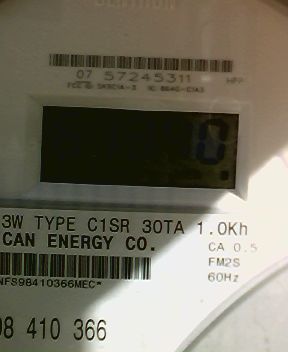 CENTRON
07 57245311
3W TYPE C1SR 30TA 1.0Kh
CAN ENERGY CO.
CA 0.5
FM2S
60Hz
NFS98410366MEC*
08 410 366